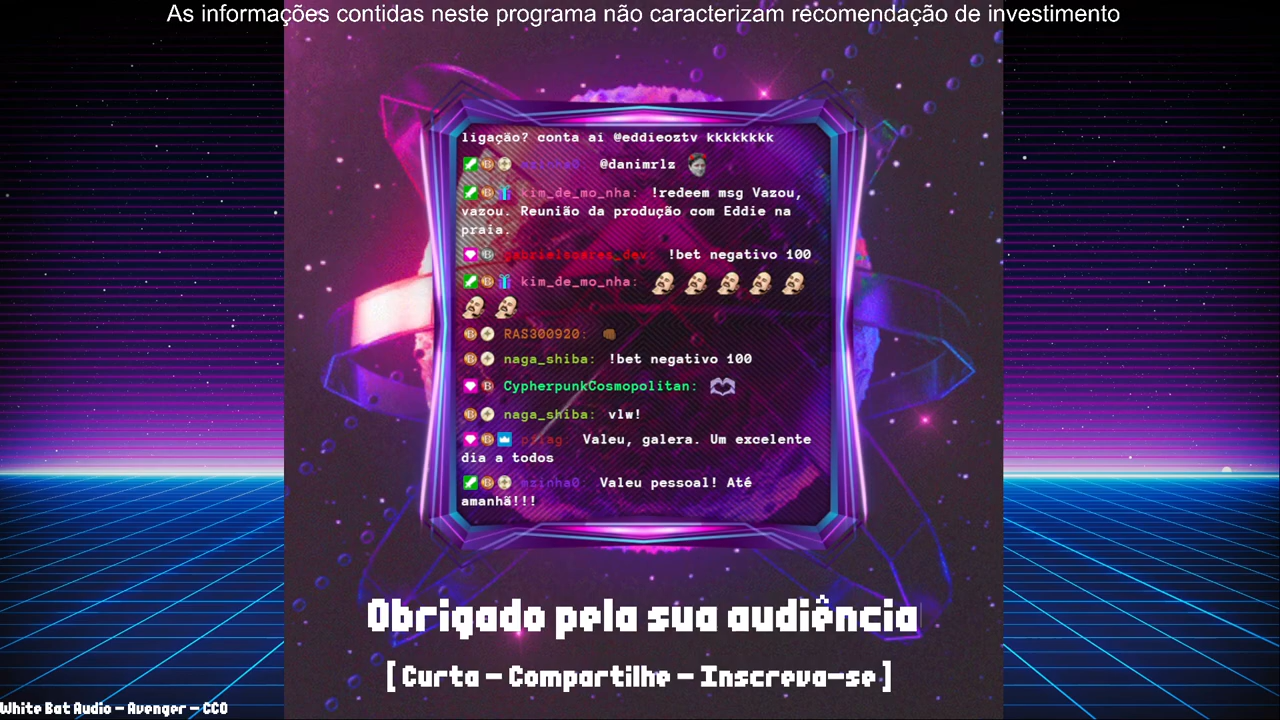 As informações contidas neste programa não caracterizam recomendação de investimento
ligação? conta ai @eddieoztv kkkkkkkk
@danimrlz
kim_de_mo_nha: !redeem msg Vazou,
vazou. Reunião da produção com Eddie na
praia.
gabrielsoares_dev: !bet negativo 100
kim_de_mo_nha:
RAS300920:
naga_shiba: !bet negativo 100
CypherpunkCosmopolitan:
naga_shiba: vlw!
Valeu, galera. Um excelente
dia a todos
mzinha0 Valeu pessoal! Até
amanhã!!!
Obrigado pela sua audiência
[ Curta - Compartilhe - Inscreva-se ]
White Bat Audio - Avenger - CC0